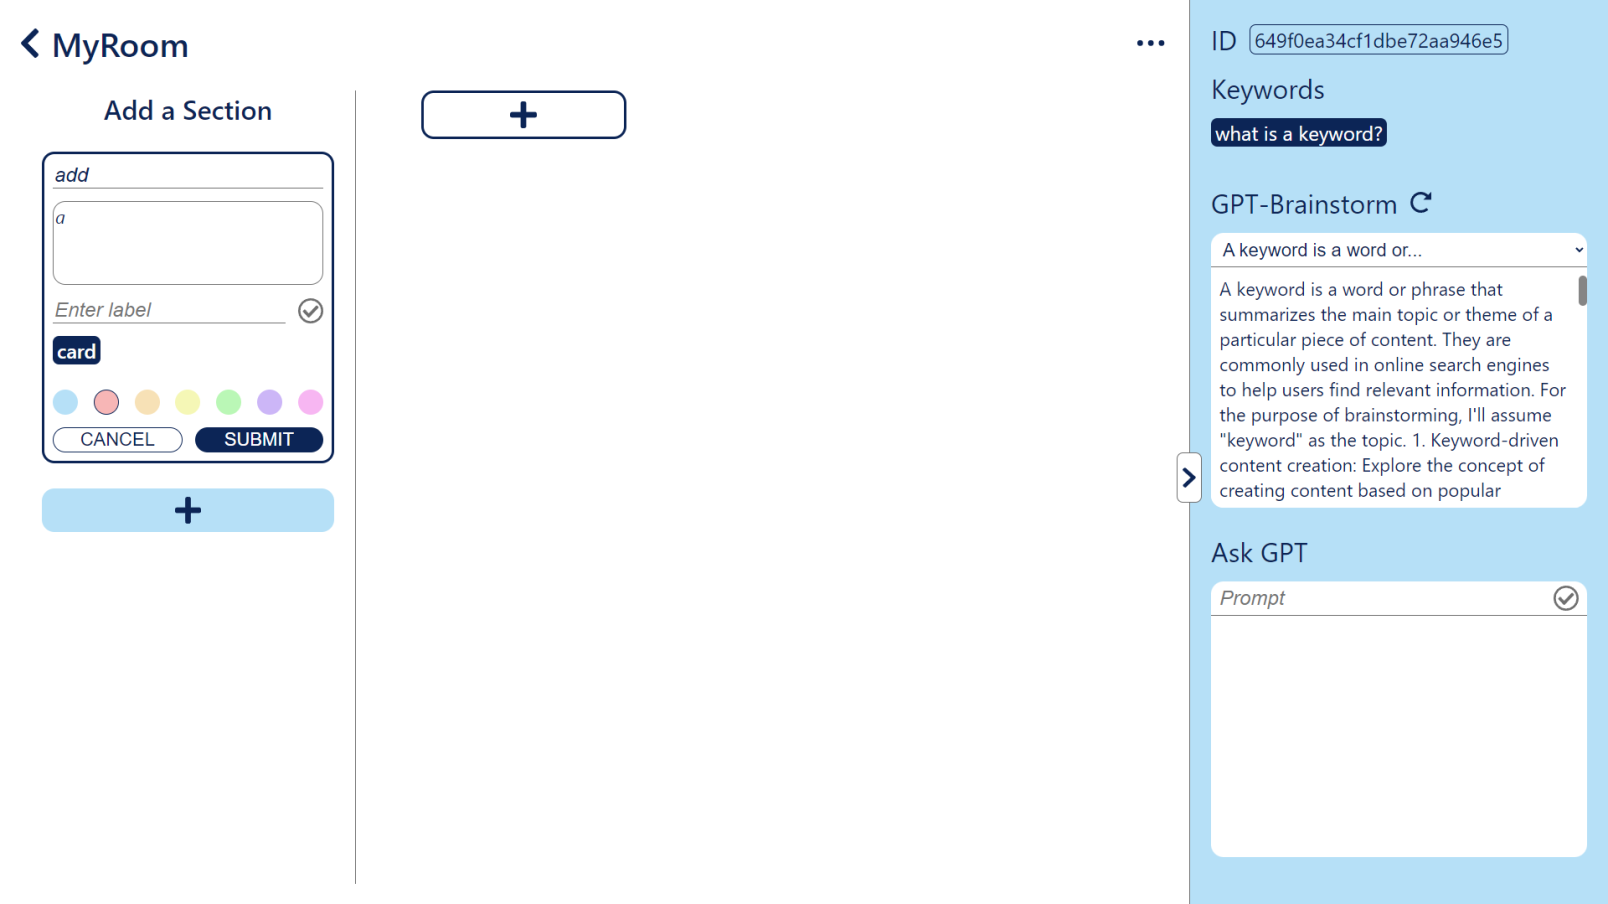 MyRoom
Add a Section
add
a
Enter label
card
CANCEL
SUBMIT
ID 649f0ea34cf1dbe72aa946e5
Keywords
what is a keyword?
GPT-Brainstorm
A keyword is a word or...
A keyword is a word or phrase that
summarizes the main topic or theme of a
particular piece of content. They are
commonly used in online search engines
to help users find relevant information. For
the purpose of brainstorming, I'll assume
"keyword" as the topic. 1. Keyword-driven
content creation: Explore the concept of
creating content based on popular
Ask GPT
Prompt